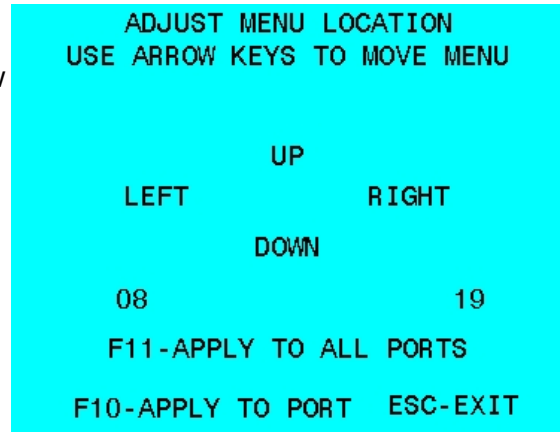 ADJUST MENU LOCATION
USE ARROW KEYS TO MOVE MENU
UP
LEFT RIGHT
DOWN
08 19
F11-APPLY TO ALL PORTS
F10-APPLY TO PORT ESC-EXIT